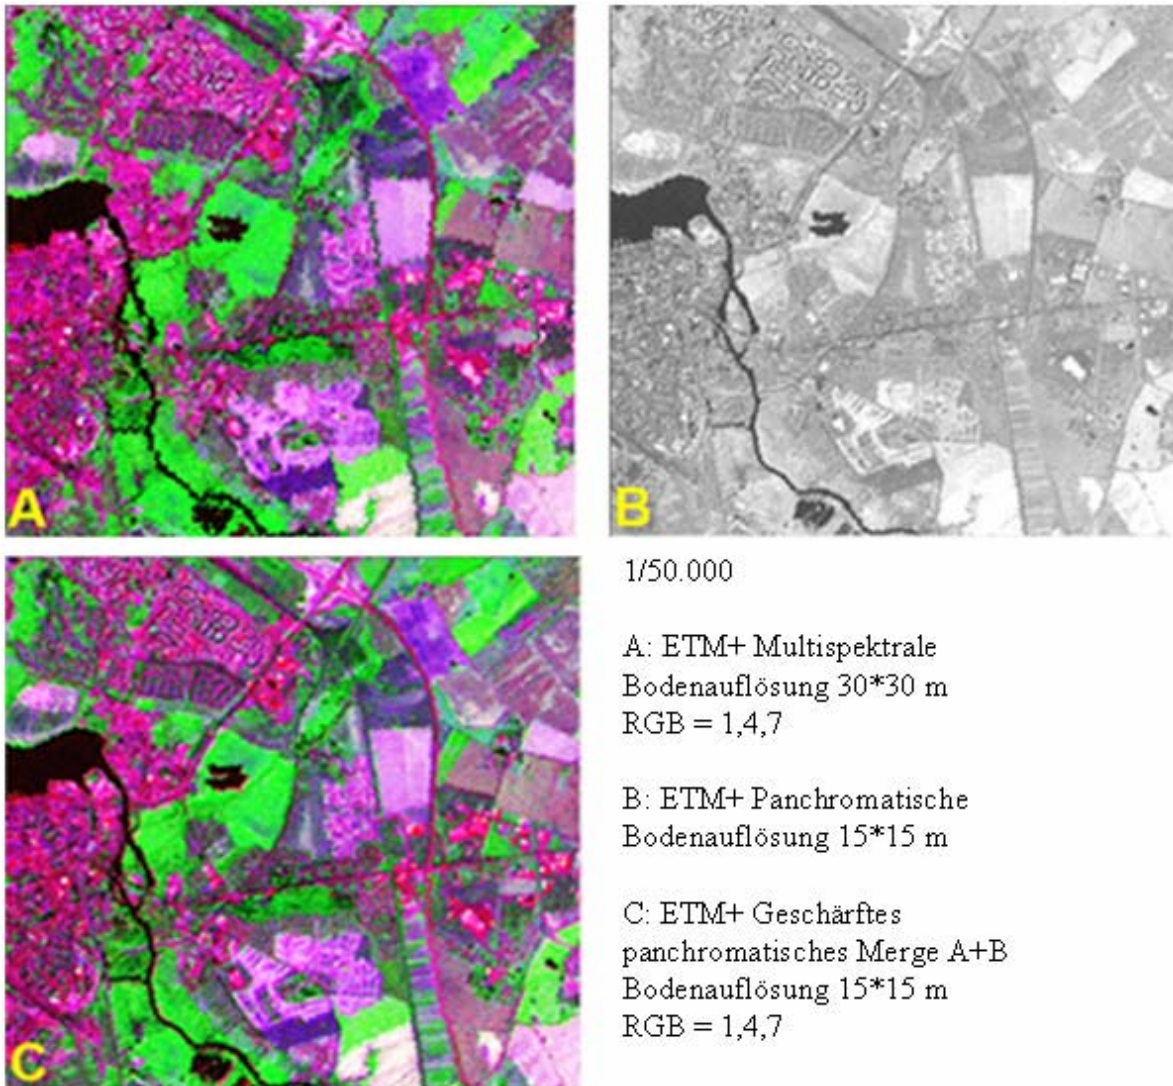 A
B
1/50.000
A: ETM+ Multispektrale
Bodenauflösung 30*30 m
RGB = 1,4,7
B: ETM+ Panchromatische
Bodenauflösung 15*15 m
C: ETM+ Geschärftes
panchromatisches Merge A+B
Bodenauflösung 15*15 m
RGB = 1,4,7
C